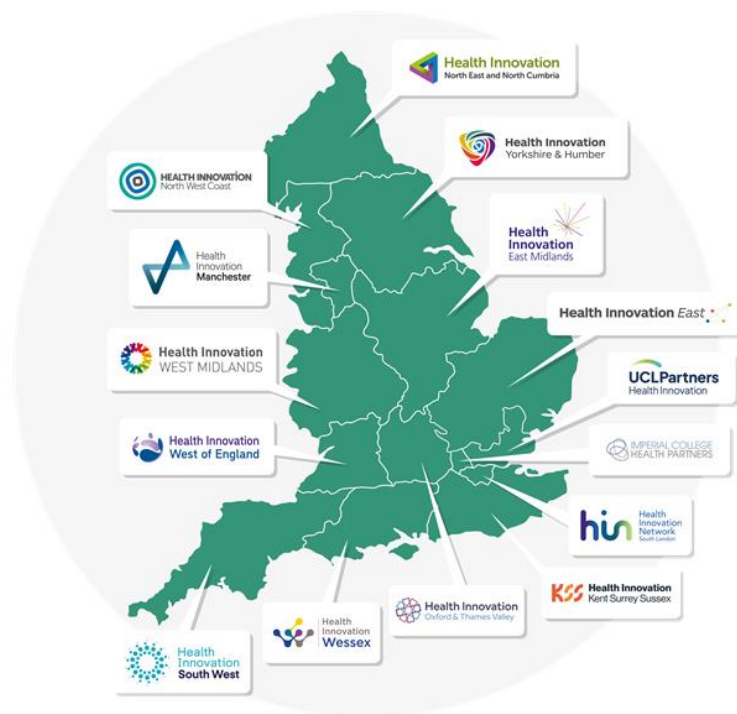 Health Innovation
North East and North Cumbria
Health Innovation
Yorkshire & Humber
HEALTH INNOVATION
North West Coast
Health
Innovation
East Midlands
Health
Innovation
Manchester
Health Innovation East
Health Innovation
WEST MIDLANDS
UCLPartners
Health Innovation
Health Innovation
West of England
IMPERIAL COLLEGE
HEALTH PARTNERS
hin
Health
Innovation
Network
South London
KSS
Health Innovation
Kent Surrey Sussex
Health Innovation
Oxford & Thames Valley
Health
Innovation
Wessex
Health
Innovation
South West